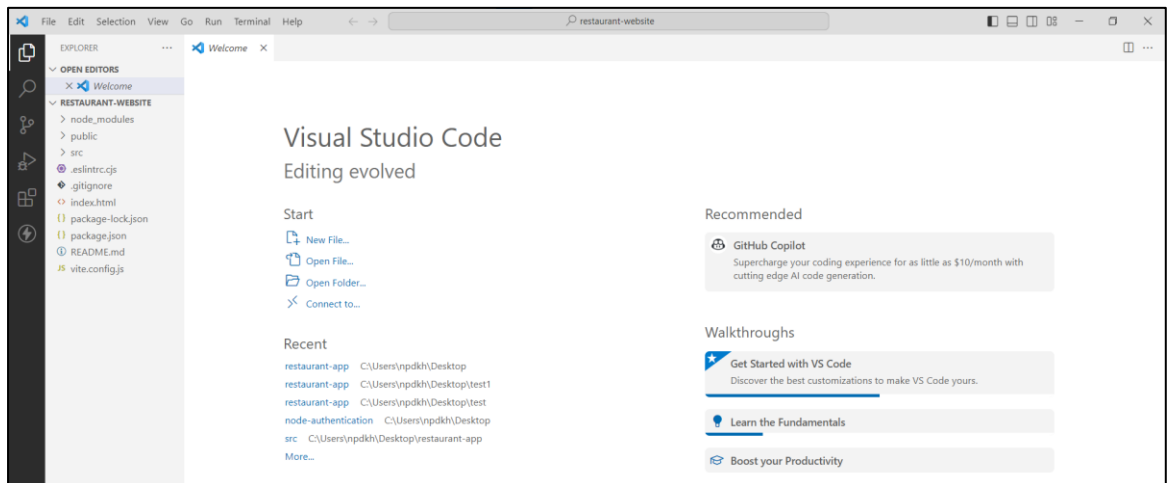 File Edit Selection View Go Run Terminal Help restaurant-website
EXPLORER
OPEN EDITORS
Welcome
RESTAURANT-WEBSITE
node_modules
public
src
.eslintrc.cjs
.gitignore
index.html
package-lock.json
package.json
README.md
JS vite.config.js
Welcome
Visual Studio Code
Editing evolved
Start
New File...
Open File...
Open Folder...
Connect to...
Recent
restaurant-app C:\Users\npdkh\Desktop
restaurant-app C:\Users\npdkh\Desktop\test1
restaurant-app C:\Users\npdkh\Desktop\test
node-authentication C:\Users\npdkh\Desktop
src C:\Users\npdkh\Desktop\restaurant-app
More...
Recommended
GitHub Copilot
Supercharge your coding experience for as little as $10/month with
cutting edge AI code generation.
Walkthroughs
Get Started with VS Code
Discover the best customizations to make VS Code yours.
Learn the Fundamentals
Boost your Productivity